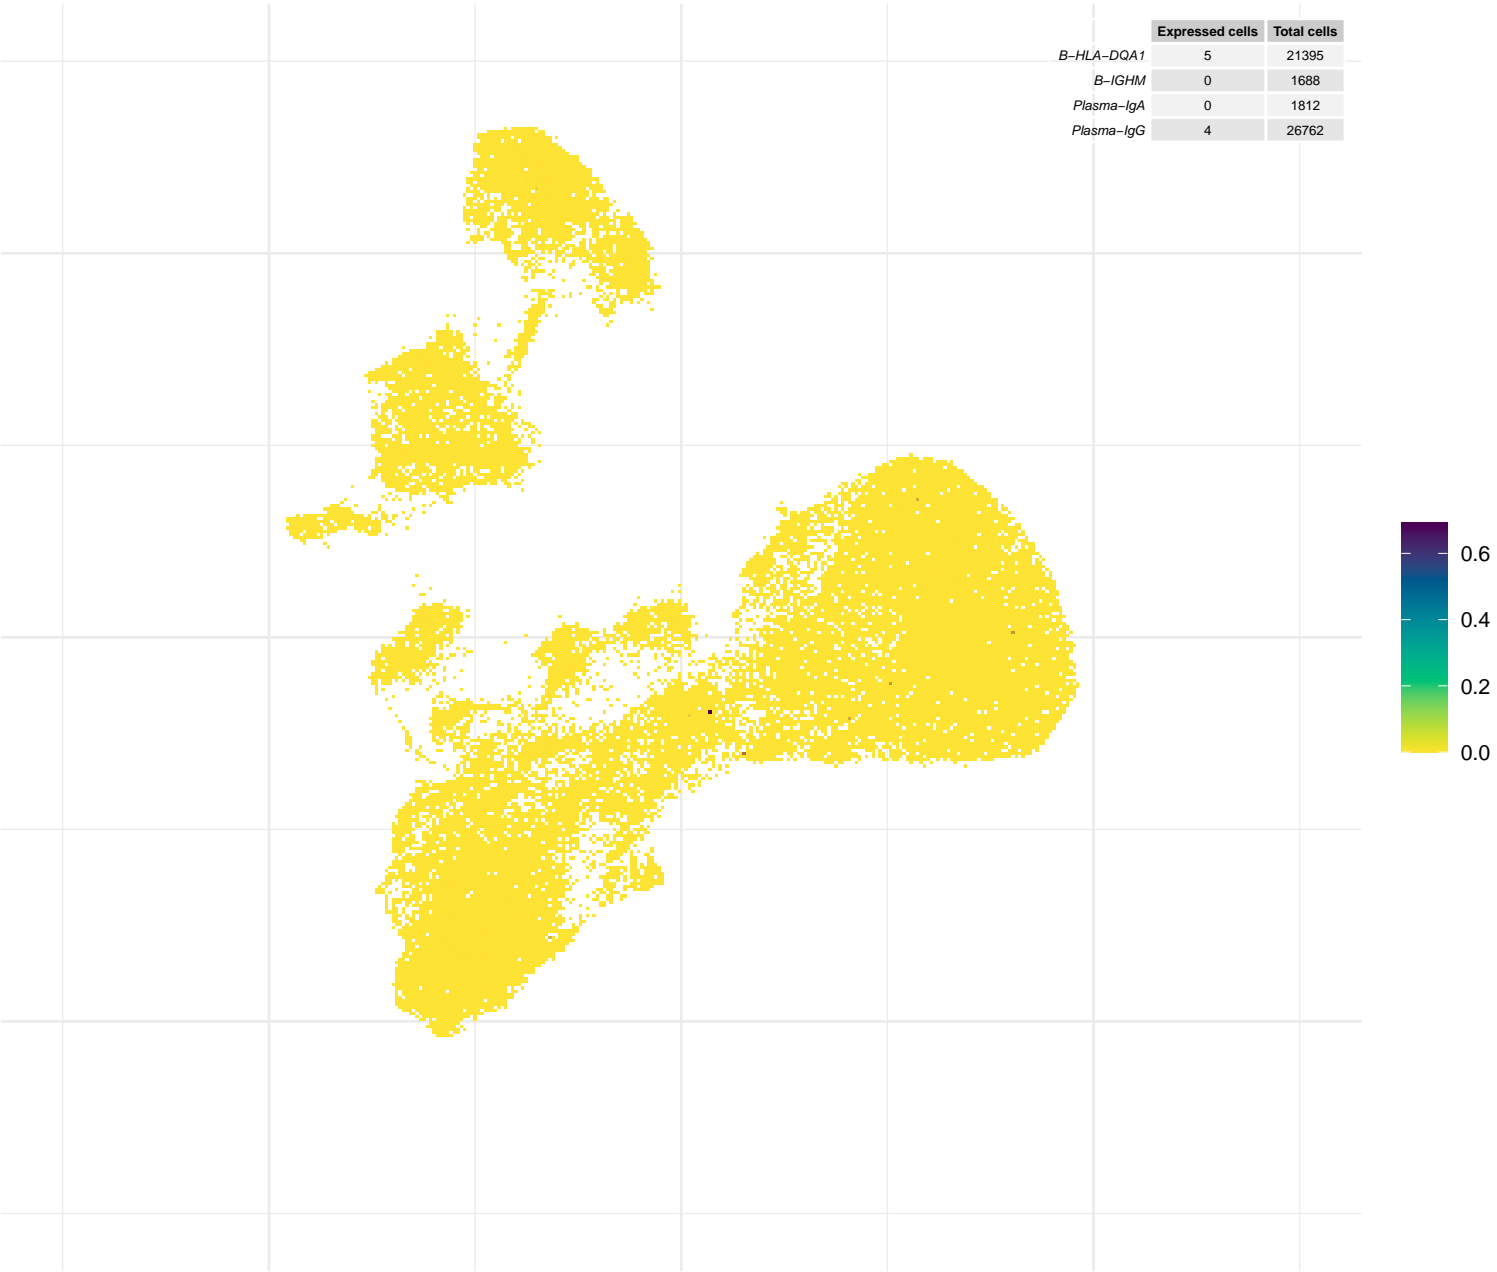 Expressed cells Total cells
B−HLA−DQA1 5 21395
B−IGHM 0 1688
Plasma−IgA 0 1812
Plasma−IgG 4 26762
0.6
0.4
0.2
0.0